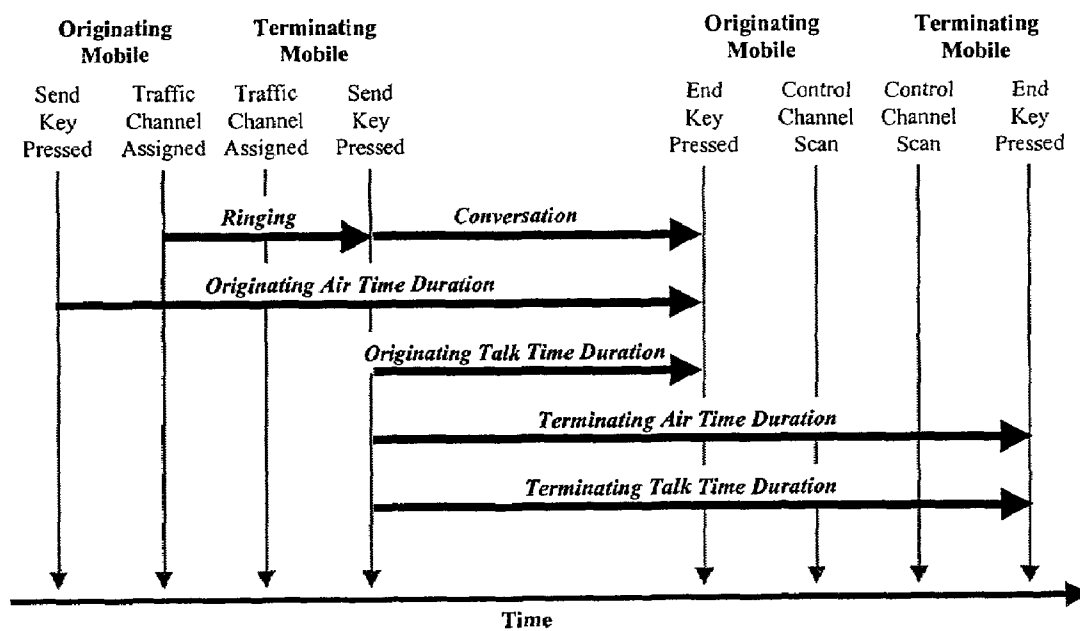 Originating Mobile
Terminating Mobile
Originating Mobile
Terminating Mobile
Send Key Pressed
Traffic Channel Assigned
Traffic Channel Assigned
Send Key Pressed
End Key Pressed
Control Channel Scan
Control Channel Scan
End Key Pressed
Ringing
Conversation
Originating Air Time Duration
Originating Talk Time Duration
Terminating Air Time Duration
Terminating Talk Time Duration
Time